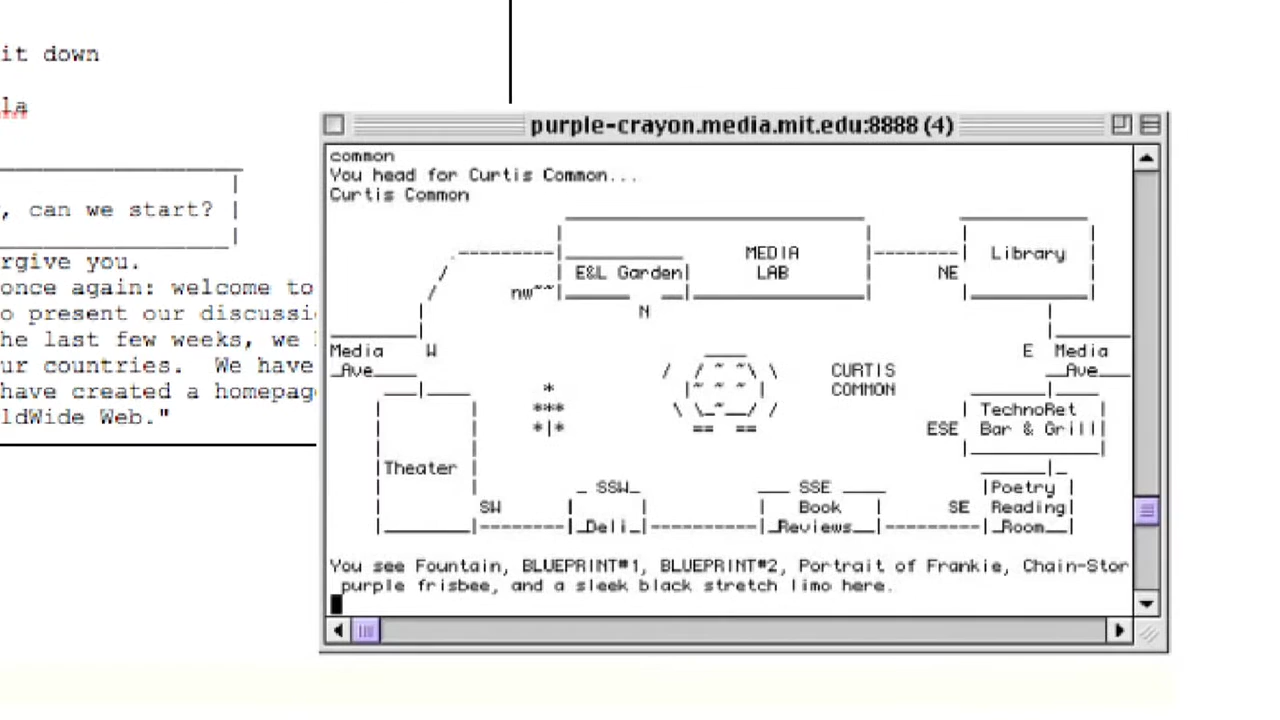 it down
la
, can we start?
rgive you.
once again: welcome to
o present our discussi
he last few weeks, we
ur countries. We have
have created a homepag
ldWide Web."
purple-crayon.media.mit.edu:8888 (4)
common
You head for Curtis Common...
Curtis Common
MEDIA Library
E&L Garden LAB NE
nw~~
N
Media W E Media
Ave Ave
CURTIS
COMMON
TechnoRet
ESE Bar & Grill
Theater
SSW SSE Poetry
SW Book SE Reading
Deli Reviews Room
You see Fountain, BLUEPRINT#1, BLUEPRINT#2, Portrait of Frankie, Chain-Stor
purple frisbee, and a sleek black stretch limo here.